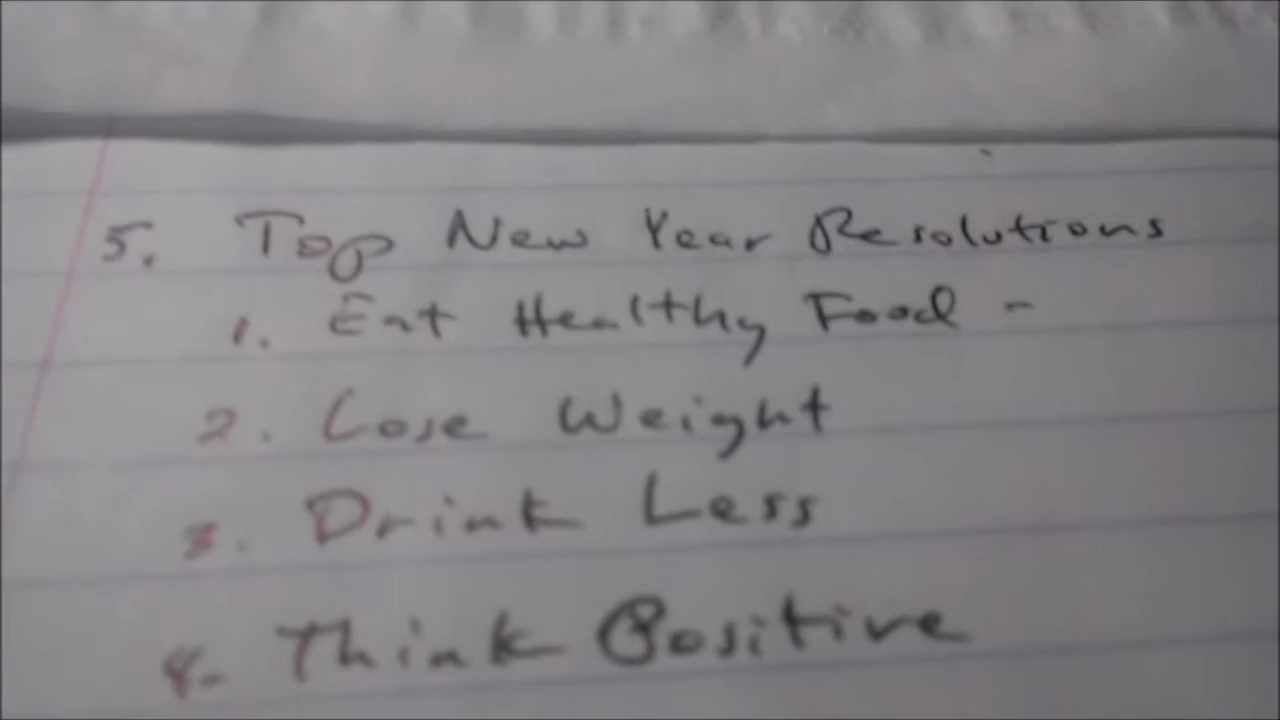 5. Top New Year Resolutions
1. Eat Healthy Food -
2. Lose Weight
3. Drink Less
4. Think Positive